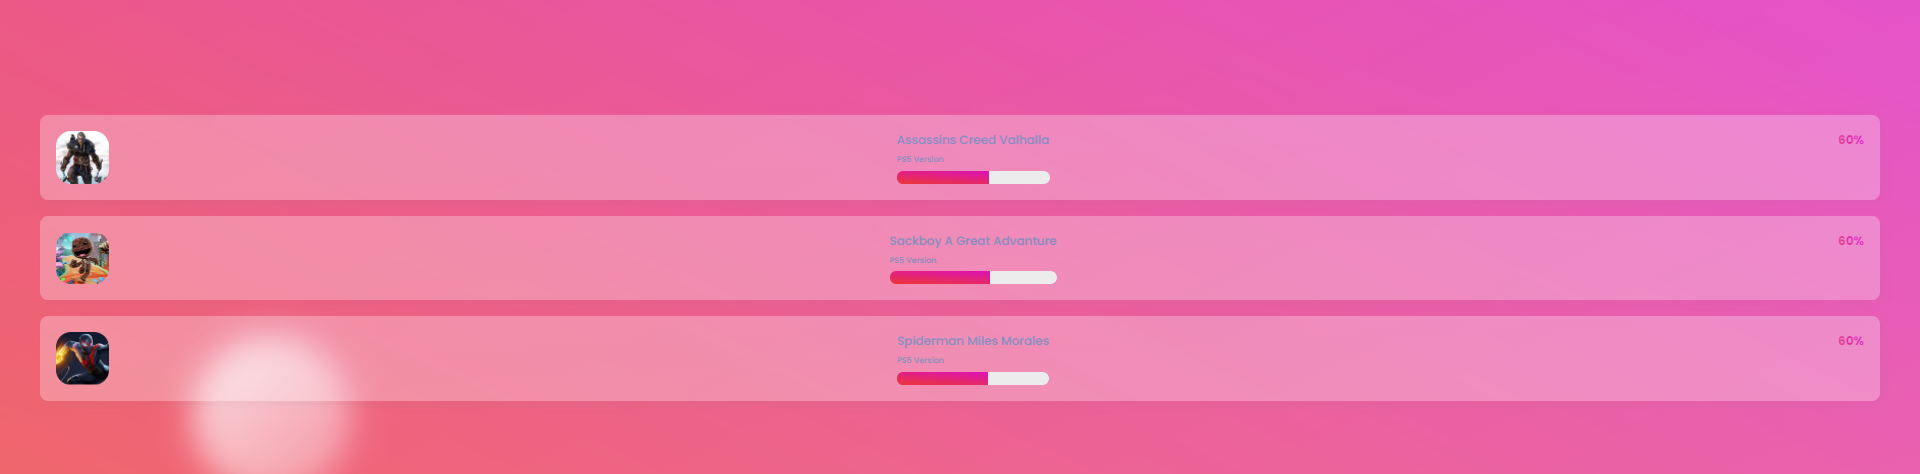 Assassins Creed Valhalla
60%
PS5 Version
Sackboy A Great Advanture
60%
PS5 Version
Spiderman Miles Morales
60%
PS5 Version